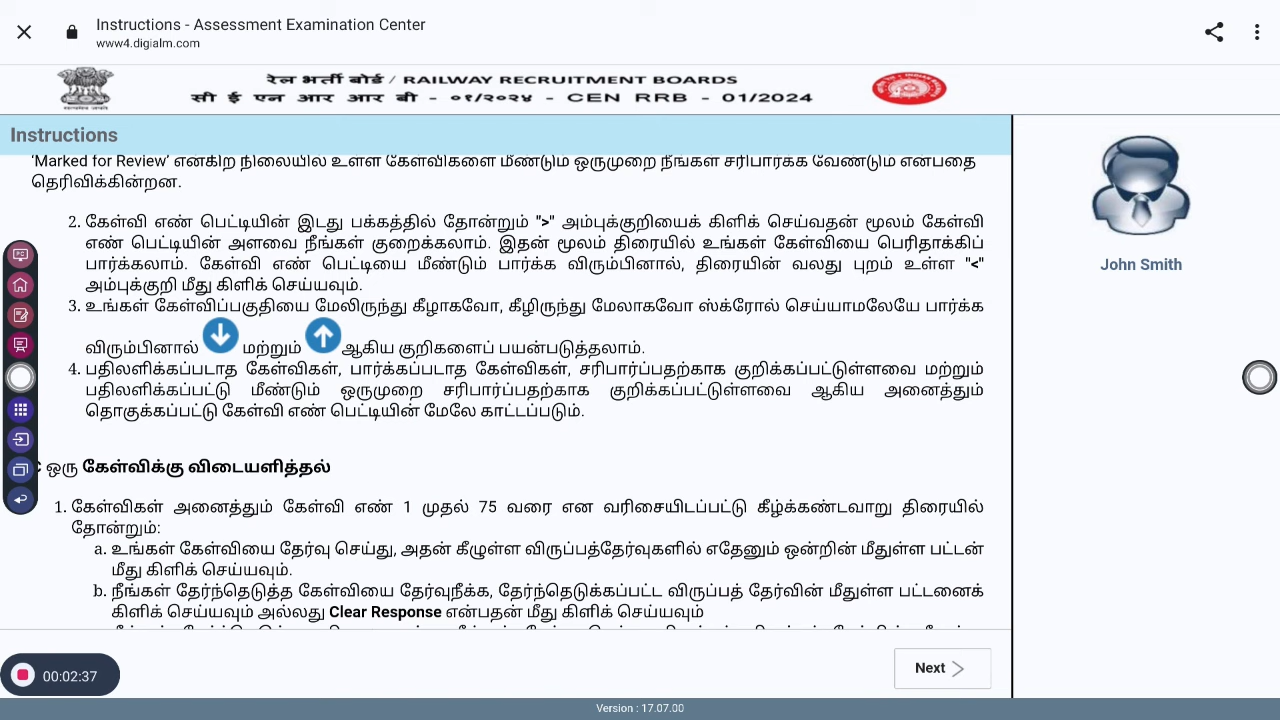 Instructions - Assessment Examination Center
www4.digialm.com
रेल भर्ती बोर्ड / RAILWAY RECRUITMENT BOARDS
सी ई एन आर आर बी - ०१/२०२४ - CEN RRB - 01/2024
Instructions
'Marked for Review' என்கிற நிலையில் உள்ள கேள்விகளை மீண்டும் ஒருமுறை நீங்கள் சரிபார்க்க வேண்டும் என்பதை
தெரிவிக்கின்றன.
2. கேள்வி எண் பெட்டியின் இடது பக்கத்தில் தோன்றும் ">" அம்புக்குறியைக் கிளிக் செய்வதன் மூலம் கேள்வி
எண் பெட்டியின் அளவை நீங்கள் குறைக்கலாம். இதன் மூலம் திரையில் உங்கள் கேள்வியை பெரிதாக்கிப்
பார்க்கலாம். கேள்வி எண் பெட்டியை மீண்டும் பார்க்க விரும்பினால், திரையின் வலது புறம் உள்ள "<"
அம்புக்குறி மீது கிளிக் செய்யவும்.
3. உங்கள் கேள்விப்பகுதியை மேலிருந்து கீழாகவோ, கீழிருந்து மேலாகவோ ஸ்க்ரோல் செய்யாமலேயே பார்க்க
விரும்பினால் மற்றும் ஆகிய குறிகளைப் பயன்படுத்தலாம்.
4. பதிலளிக்கப்படாத கேள்விகள், பார்க்கப்படாத கேள்விகள், சரிபார்ப்பதற்காக குறிக்கப்பட்டுள்ளவை மற்றும்
பதிலளிக்கப்பட்டு மீண்டும் ஒருமுறை சரிபார்ப்பதற்காக குறிக்கப்பட்டுள்ளவை ஆகிய அனைத்தும்
தொகுக்கப்பட்டு கேள்வி எண் பெட்டியின் மேலே காட்டப்படும்.
ஒரு கேள்விக்கு விடையளித்தல்
1. கேள்விகள் அனைத்தும் கேள்வி எண் 1 முதல் 75 வரை என வரிசையிடப்பட்டு கீழ்க்கண்டவாறு திரையில்
தோன்றும்:
a. உங்கள் கேள்வியை தேர்வு செய்து, அதன் கீழுள்ள விருப்பத்தேர்வுகளில் எதேனும் ஒன்றின் மீதுள்ள பட்டன்
மீது கிளிக் செய்யவும்.
b. நீங்கள் தேர்ந்தெடுத்த கேள்வியை தேர்வுநீக்க, தேர்ந்தெடுக்கப்பட்ட விருப்பத் தேர்வின் மீதுள்ள பட்டனைக்
கிளிக் செய்யவும் அல்லது Clear Response என்பதன் மீது கிளிக் செய்யவும்
John Smith
Next
00:02:37
Version : 17.07.00